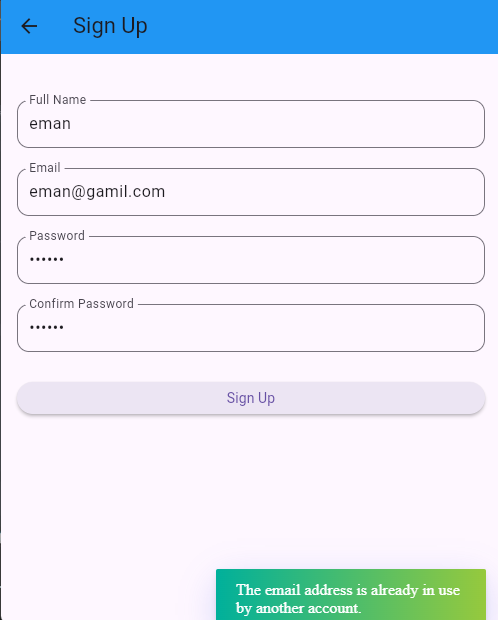 Sign Up
Full Name
eman
Email
eman@gamil.com
Password
••••••
Confirm Password
••••••
Sign Up
The email address is already in use
by another account.